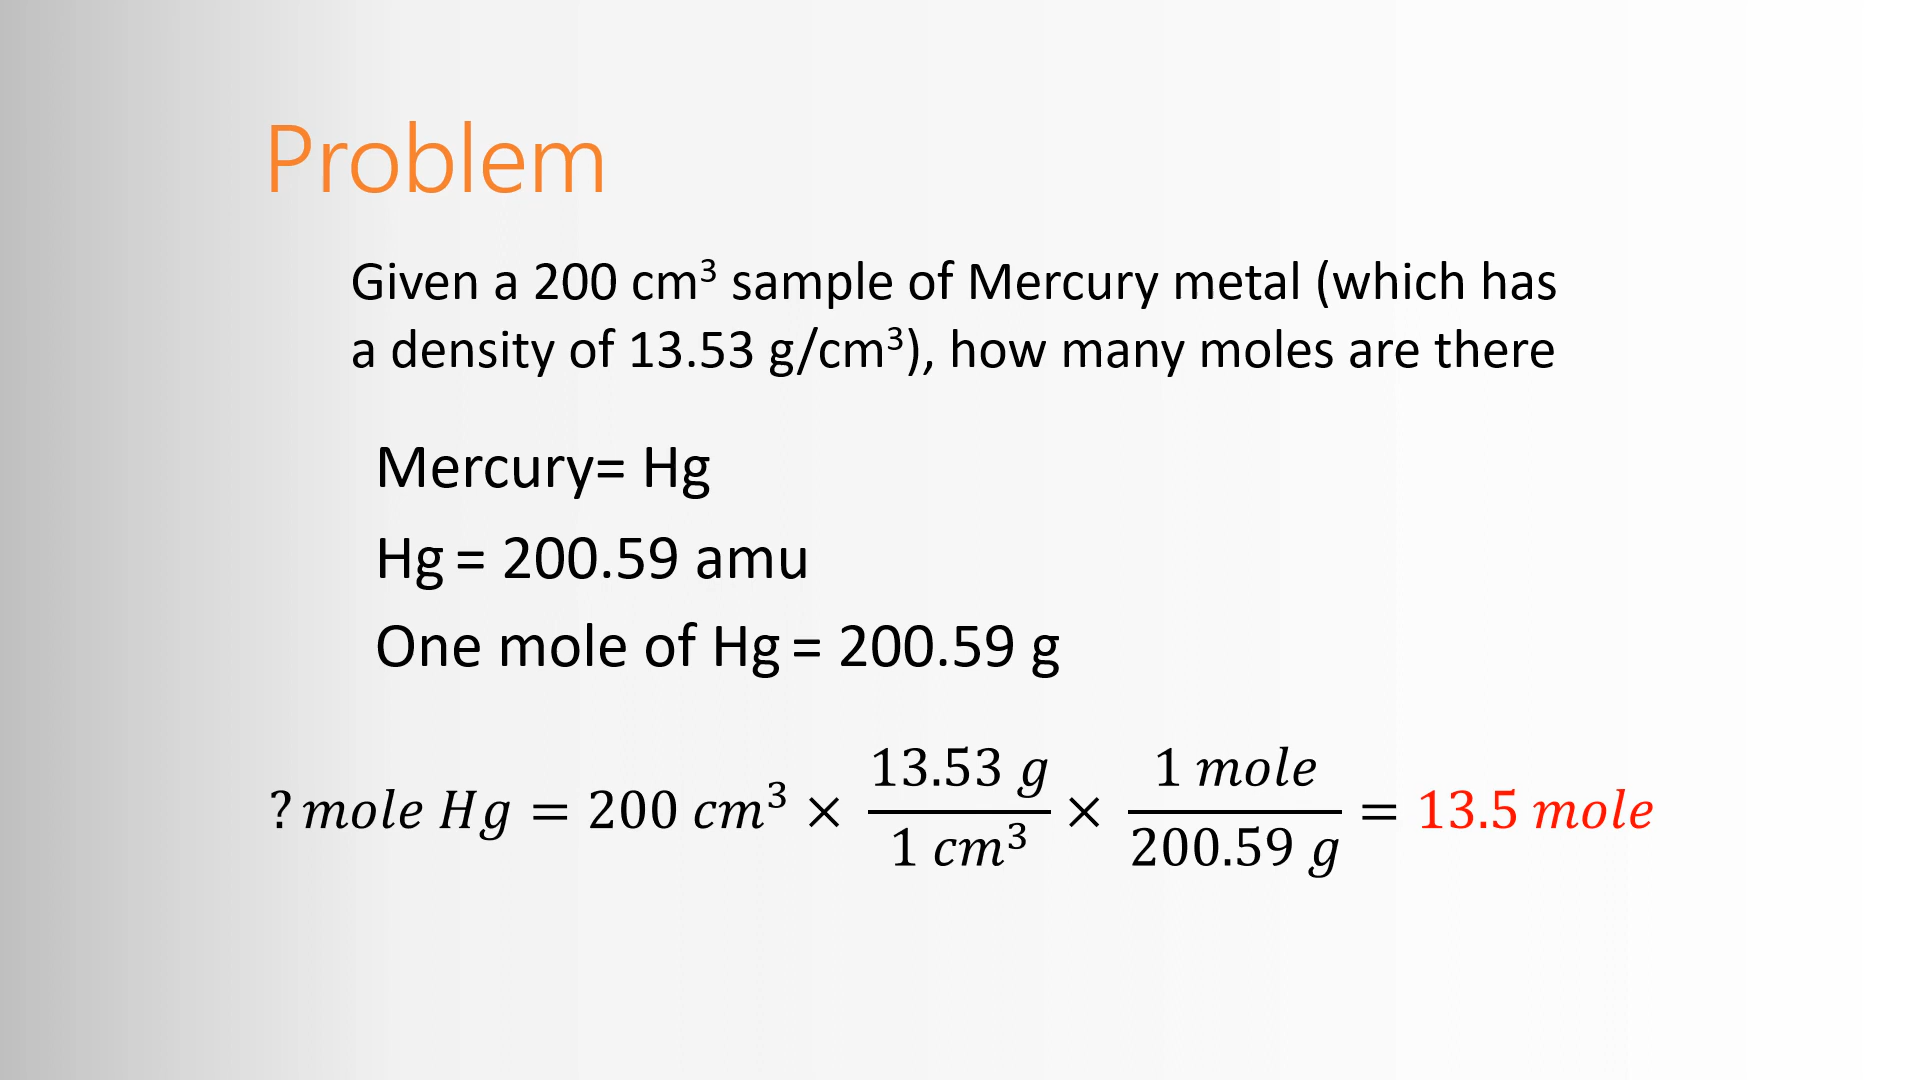 Problem
Given a 200 cm³ sample of Mercury metal (which has
a density of 13.53 g/cm³), how many moles are there
Mercury= Hg
Hg = 200.59 amu
One mole of Hg = 200.59 g
? mole Hg = 200 cm³ × 13.53 g / 1 cm³ × 1 mole / 200.59 g = 13.5 mole